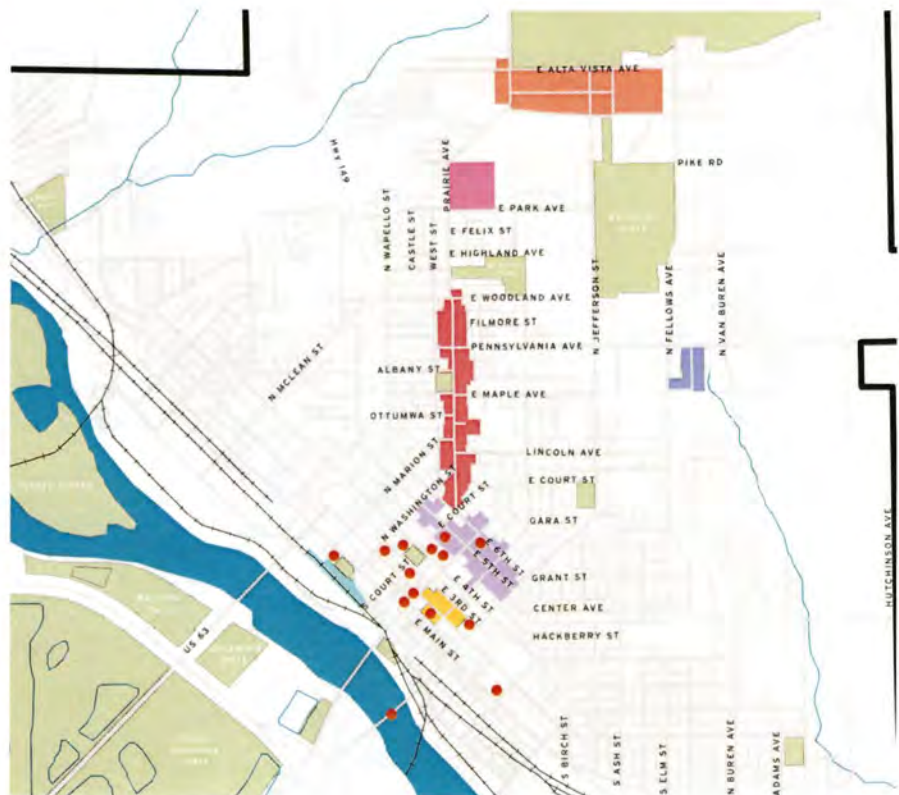 E ALTA VISTA AVE
HWY 149
PRAIRIE AVE
PIKE RD
N WAPELLO ST
CASTLE ST
WEST ST
E PARK AVE
E FELIX ST
E HIGHLAND AVE
N JEFFERSON ST
N FELLOWS AVE
N VAN BUREN AVE
E WOODLAND AVE
FILMORE ST
PENNSYLVANIA AVE
N MCLEAN ST
ALBANY ST
E MAPLE AVE
OTTUMWA ST
N MARION ST
LINCOLN AVE
N WASHINGTON ST
E COURT ST
E COURT ST
GARA ST
E 6TH ST
E 5TH ST
N COURT ST
E 4TH ST
GRANT ST
E 3RD ST
CENTER AVE
E MAIN ST
HACKBERRY ST
HUTCHINSON AVE
US 63
S BIRCH ST
S ASH ST
S ELM ST
N BUREN AVE
ADAMS AVE